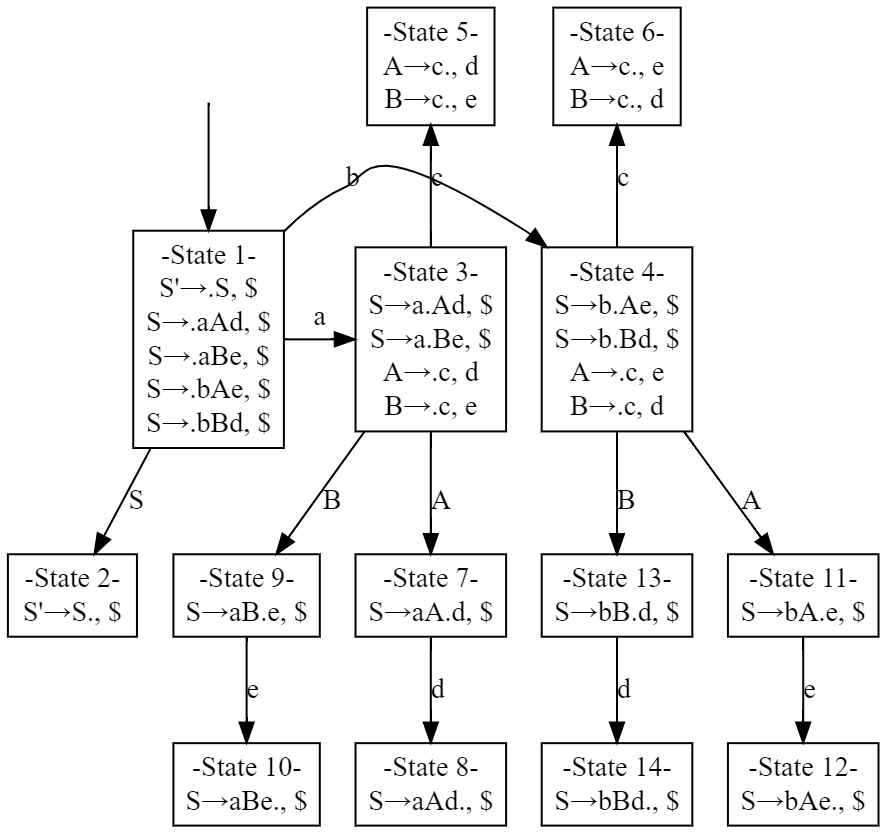 -State 5-
A→c., d
B→c., e
-State 6-
A→c., e
B→c., d
b
c
c
-State 1-
S'→.S, $
S→.aAd, $
S→.aBe, $
S→.bAe, $
S→.bBd, $
a
-State 3-
S→a.Ad, $
S→a.Be, $
A→.c, d
B→.c, e
-State 4-
S→b.Ae, $
S→b.Bd, $
A→.c, e
B→.c, d
S
B
A
B
A
-State 2-
S'→S., $
-State 9-
S→aB.e, $
-State 7-
S→aA.d, $
-State 13-
S→bB.d, $
-State 11-
S→bA.e, $
e
d
d
e
-State 10-
S→aBe., $
-State 8-
S→aAd., $
-State 14-
S→bBd., $
-State 12-
S→bAe., $